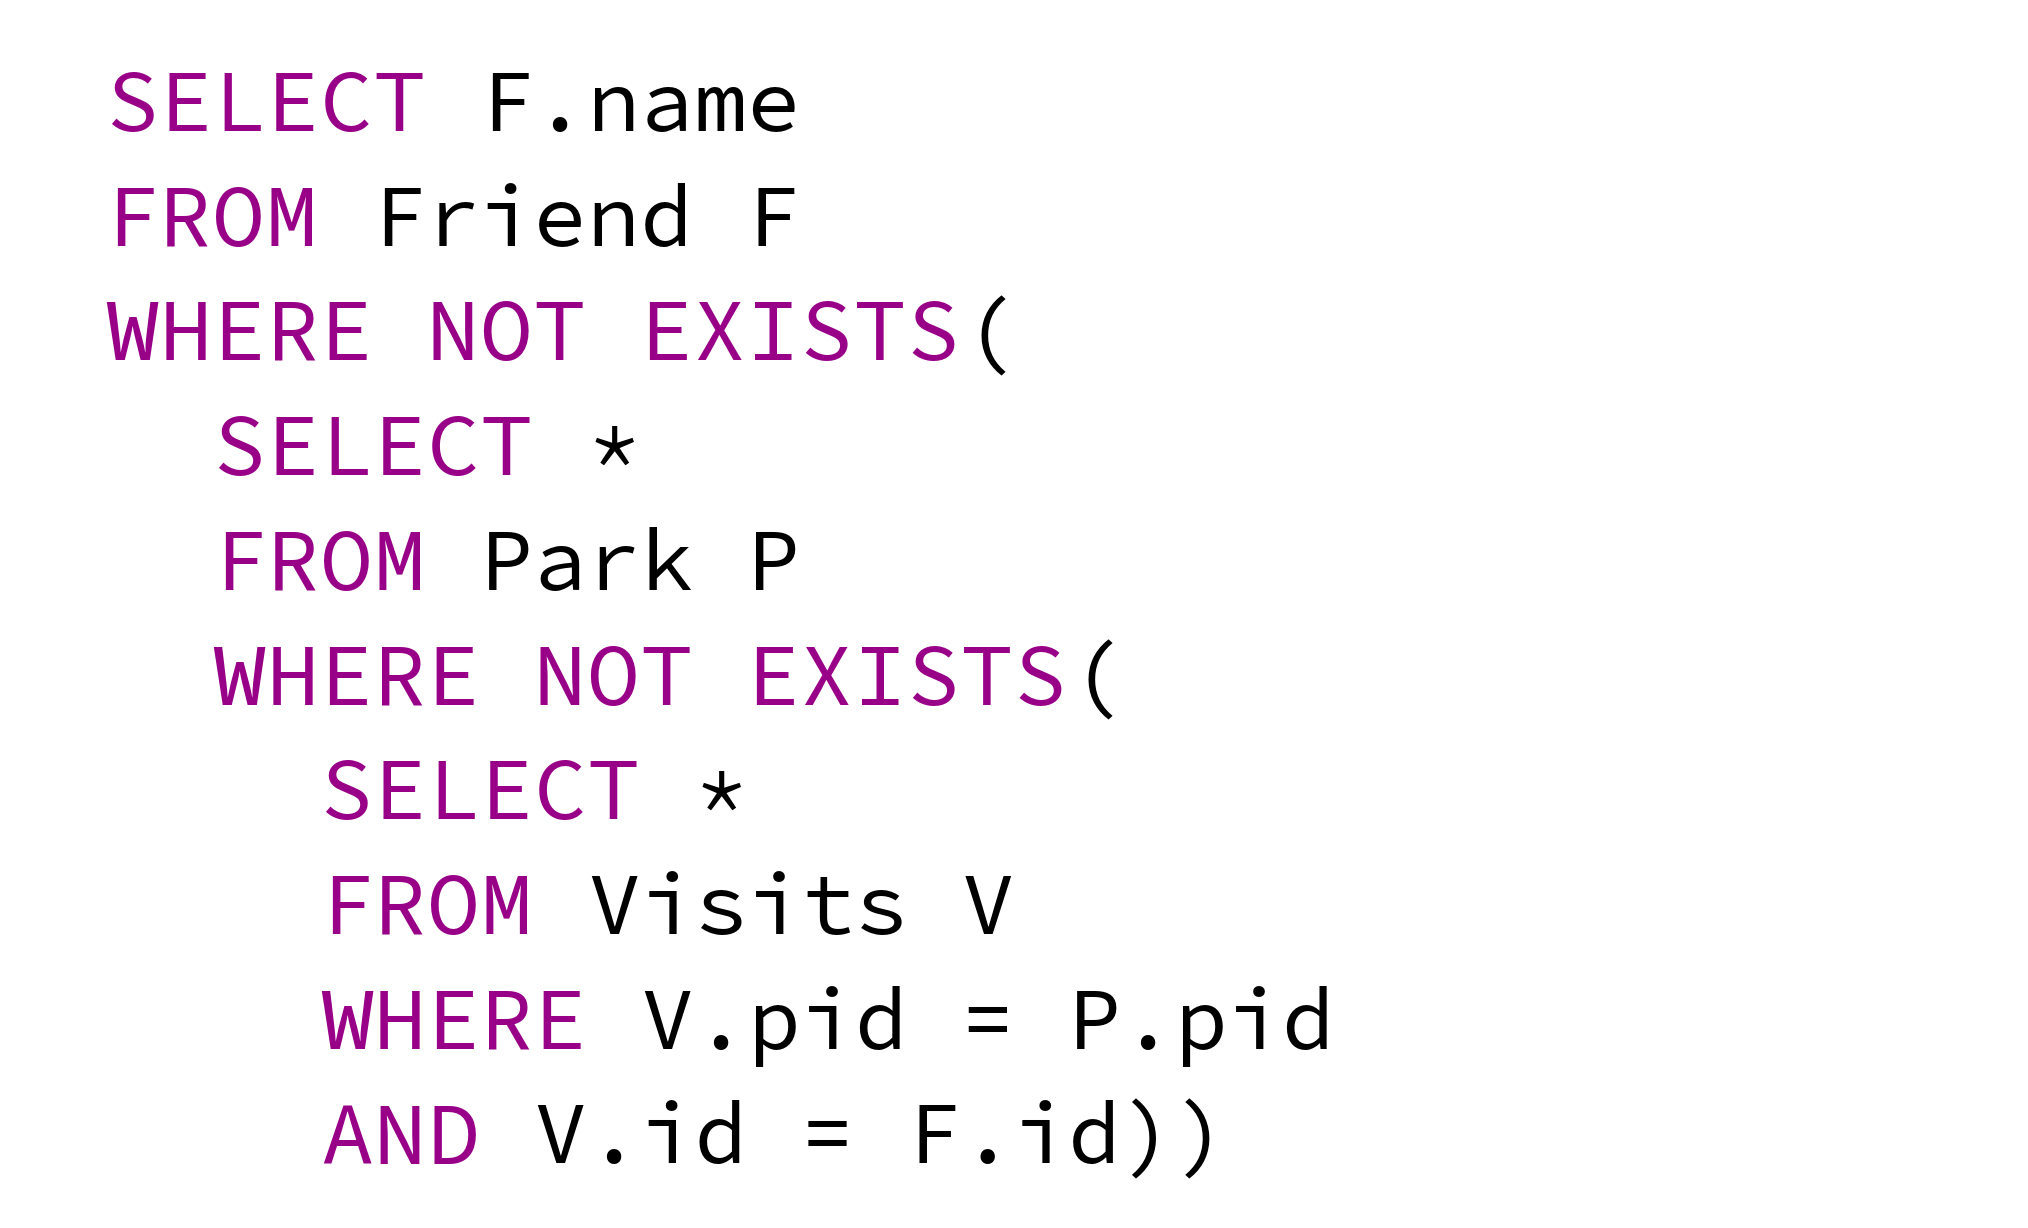 SELECT F.name
FROM Friend F
WHERE NOT EXISTS(
  SELECT *
  FROM Park P
  WHERE NOT EXISTS(
    SELECT *
    FROM Visits V
    WHERE V.pid = P.pid
    AND V.id = F.id))